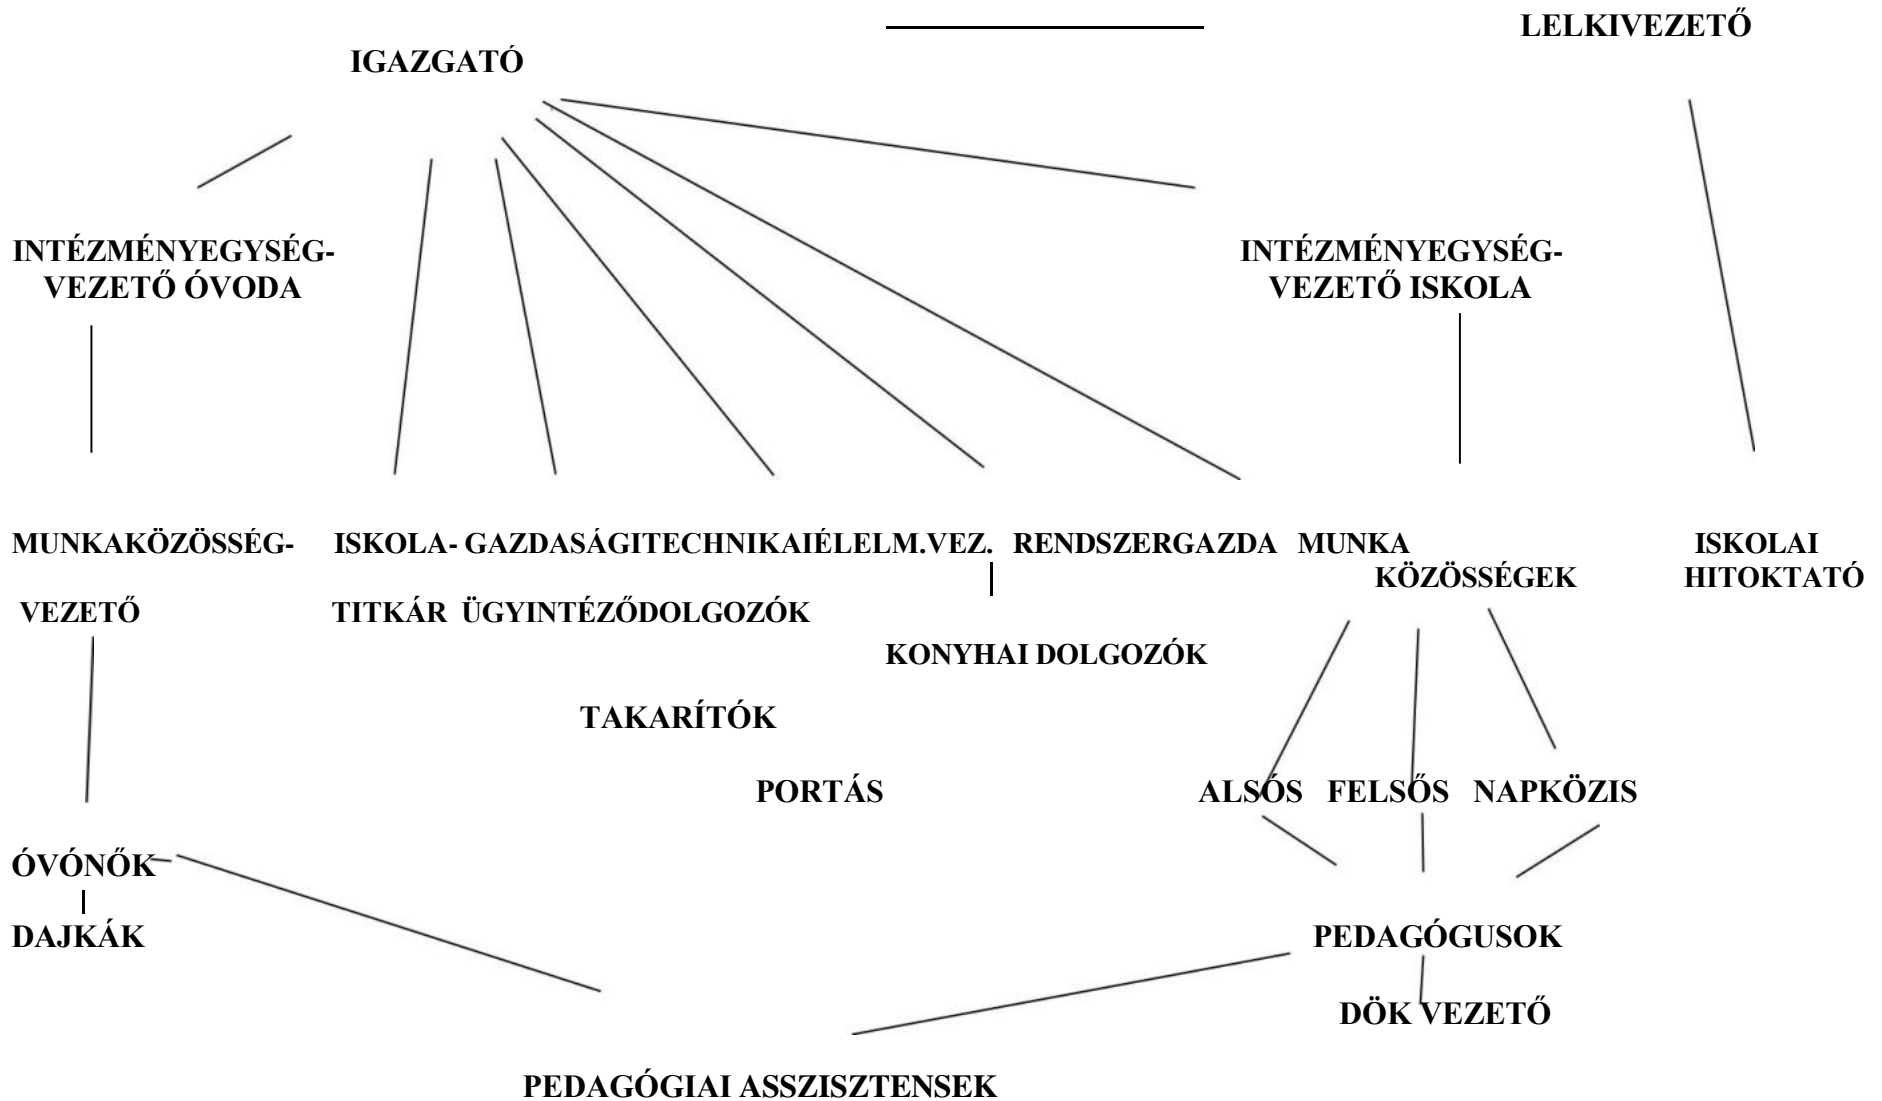 LELKIVEZETŐ
IGAZGATÓ
INTÉZMÉNYEGYSÉG-
VEZETŐ ÓVODA
INTÉZMÉNYEGYSÉG-
VEZETŐ ISKOLA
MUNKAKÖZÖSSÉG- ISKOLA- GAZDASÁGITECHNIKAIÉLELM.VEZ. RENDSZERGAZDA MUNKA ISKOLAI
KÖZÖSSÉGEK HITOKTATÓ
VEZETŐ TITKÁR ÜGYINTÉZŐDOLGOZÓK
KONYHAI DOLGOZÓK
TAKARÍTÓK
PORTÁS ALSÓS FELSŐS NAPKÖZIS
ÓVÓNŐK
DAJKÁK PEDAGÓGUSOK
DÖK VEZETŐ
PEDAGÓGIAI ASSZISZTENSEK